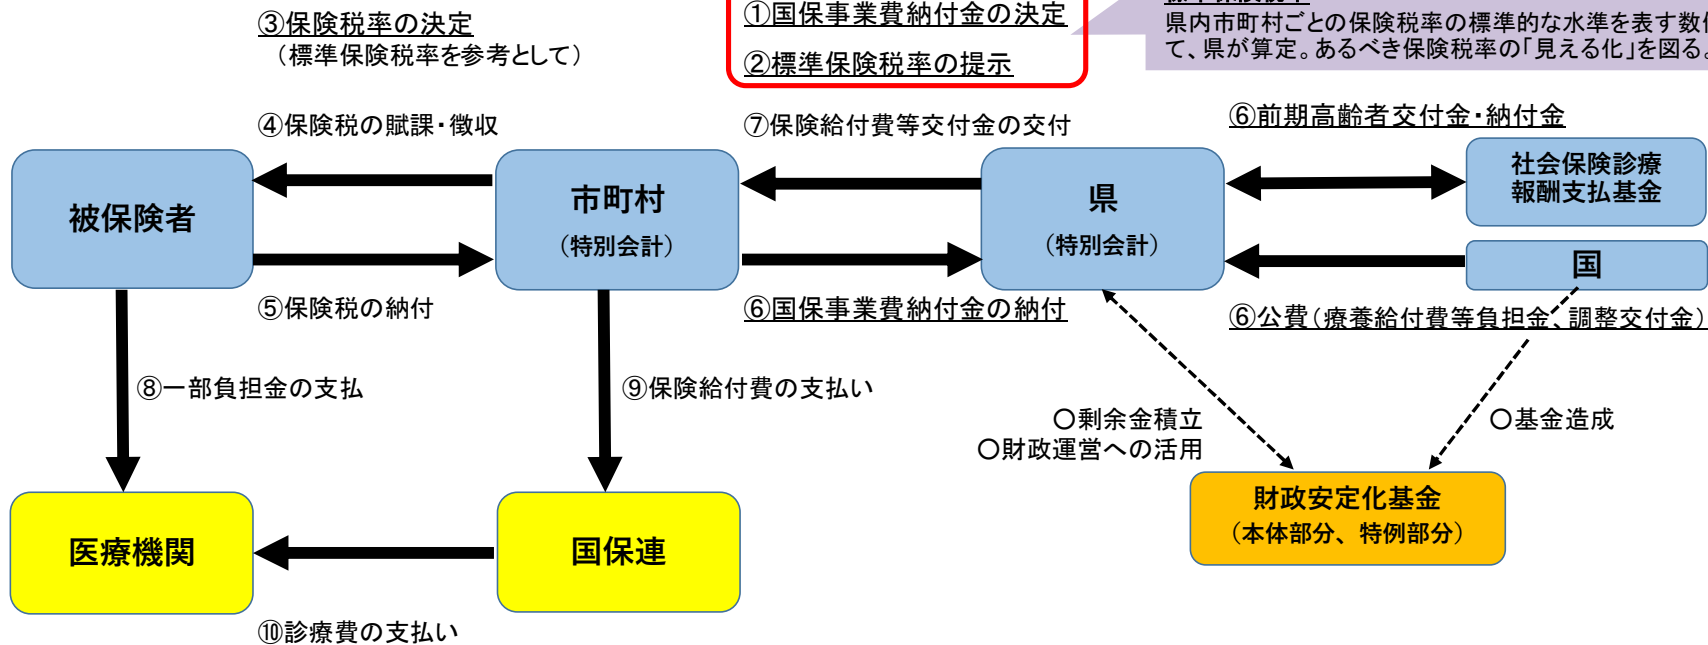 ③保険税率の決定
(標準保険税率を参考として)
①国保事業費納付金の決定
②標準保険税率の提示
県内市町村ごとの保険税率の標準的な水準を表す数
て、県が算定。あるべき保険税率の「見える化」を図る。
④保険税の賦課・徴収
⑦保険給付費等交付金の交付
⑥前期高齢者交付金・納付金
被保険者
市町村
(特別会計)
県
(特別会計)
社会保険診療
報酬支払基金
国
⑤保険税の納付
⑥国保事業費納付金の納付
⑥公費(療養給付費等負担金、調整交付金)
⑧一部負担金の支払
⑨保険給付費の支払い
〇剰余金積立
〇財政運営への活用
〇基金造成
財政安定化基金
(本体部分、特例部分)
医療機関
国保連
⑩診療費の支払い